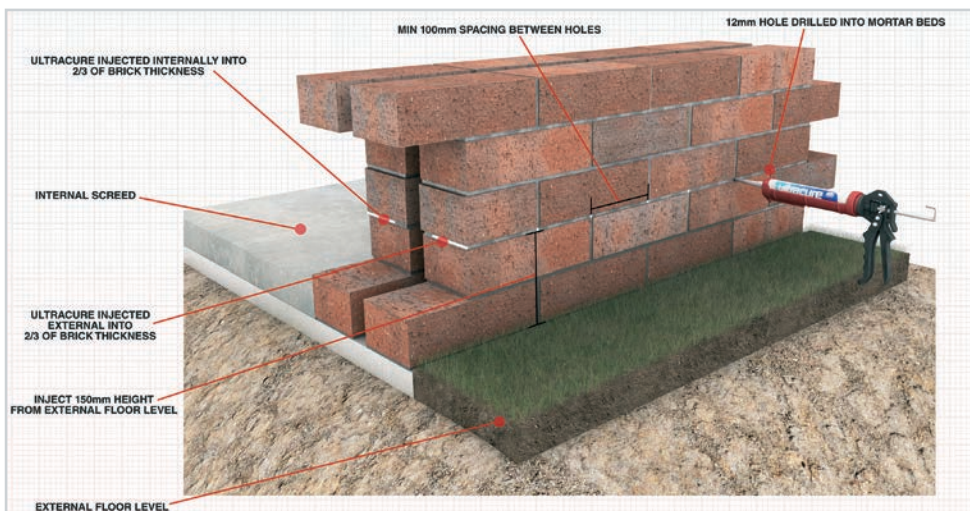 MIN 100mm SPACING BETWEEN HOLES
12mm HOLE DRILLED INTO MORTAR BEDS
ULTRACURE INJECTED INTERNALLY INTO
2/3 OF BRICK THICKNESS
INTERNAL SCREED
ultracure
ULTRACURE INJECTED
EXTERNAL INTO
2/3 OF BRICK THICKNESS
INJECT 150mm HEIGHT
FROM EXTERNAL FLOOR LEVEL
EXTERNAL FLOOR LEVEL